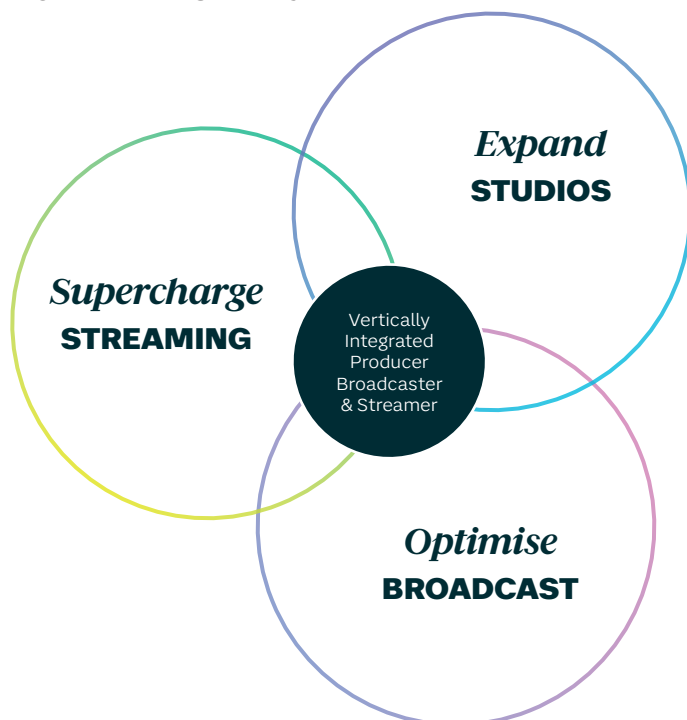 Expand
STUDIOS
Supercharge
STREAMING
Vertically
Integrated
Producer
Broadcaster
& Streamer
Optimise
BROADCAST